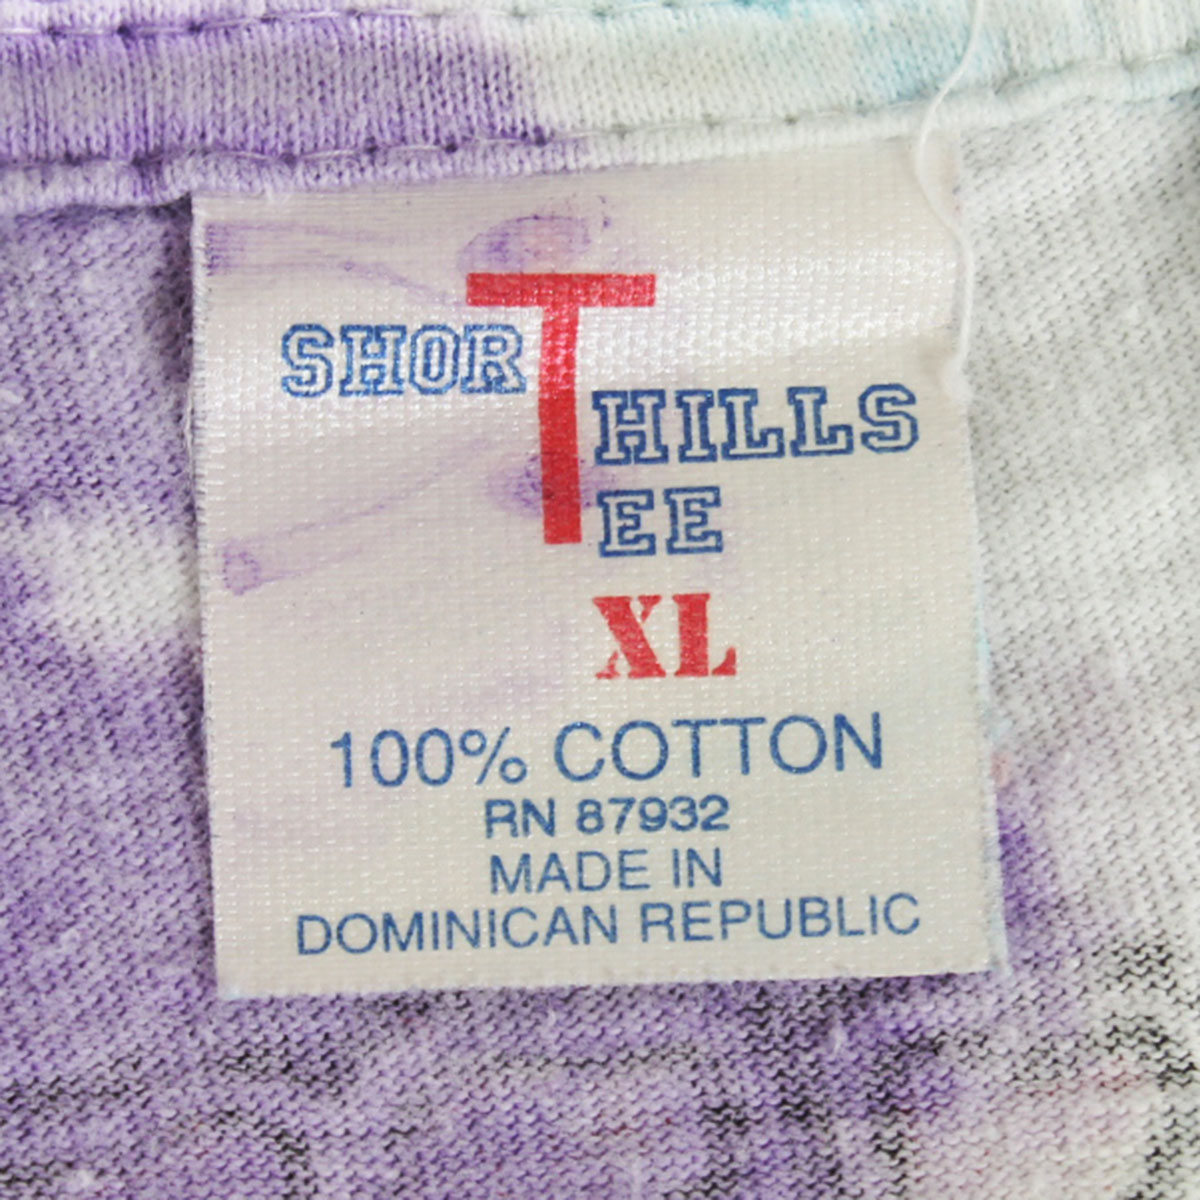 SHORT
HILLS
TEE
XL
100% COTTON
RN 87932
MADE IN
DOMINICAN REPUBLIC